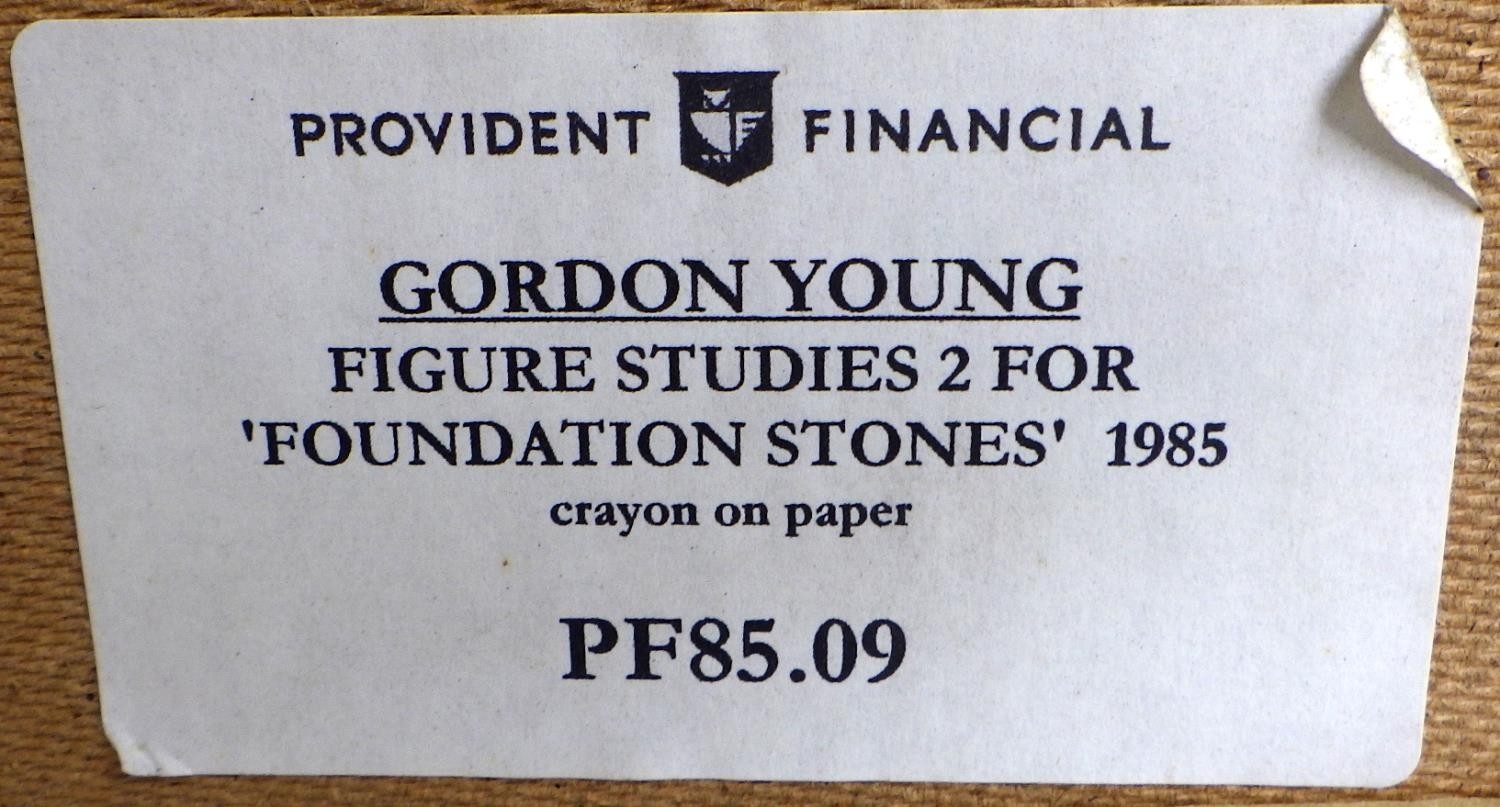 PROVIDENT FINANCIAL
GORDON YOUNG
FIGURE STUDIES 2 FOR
'FOUNDATION STONES' 1985
crayon on paper
PF85.09